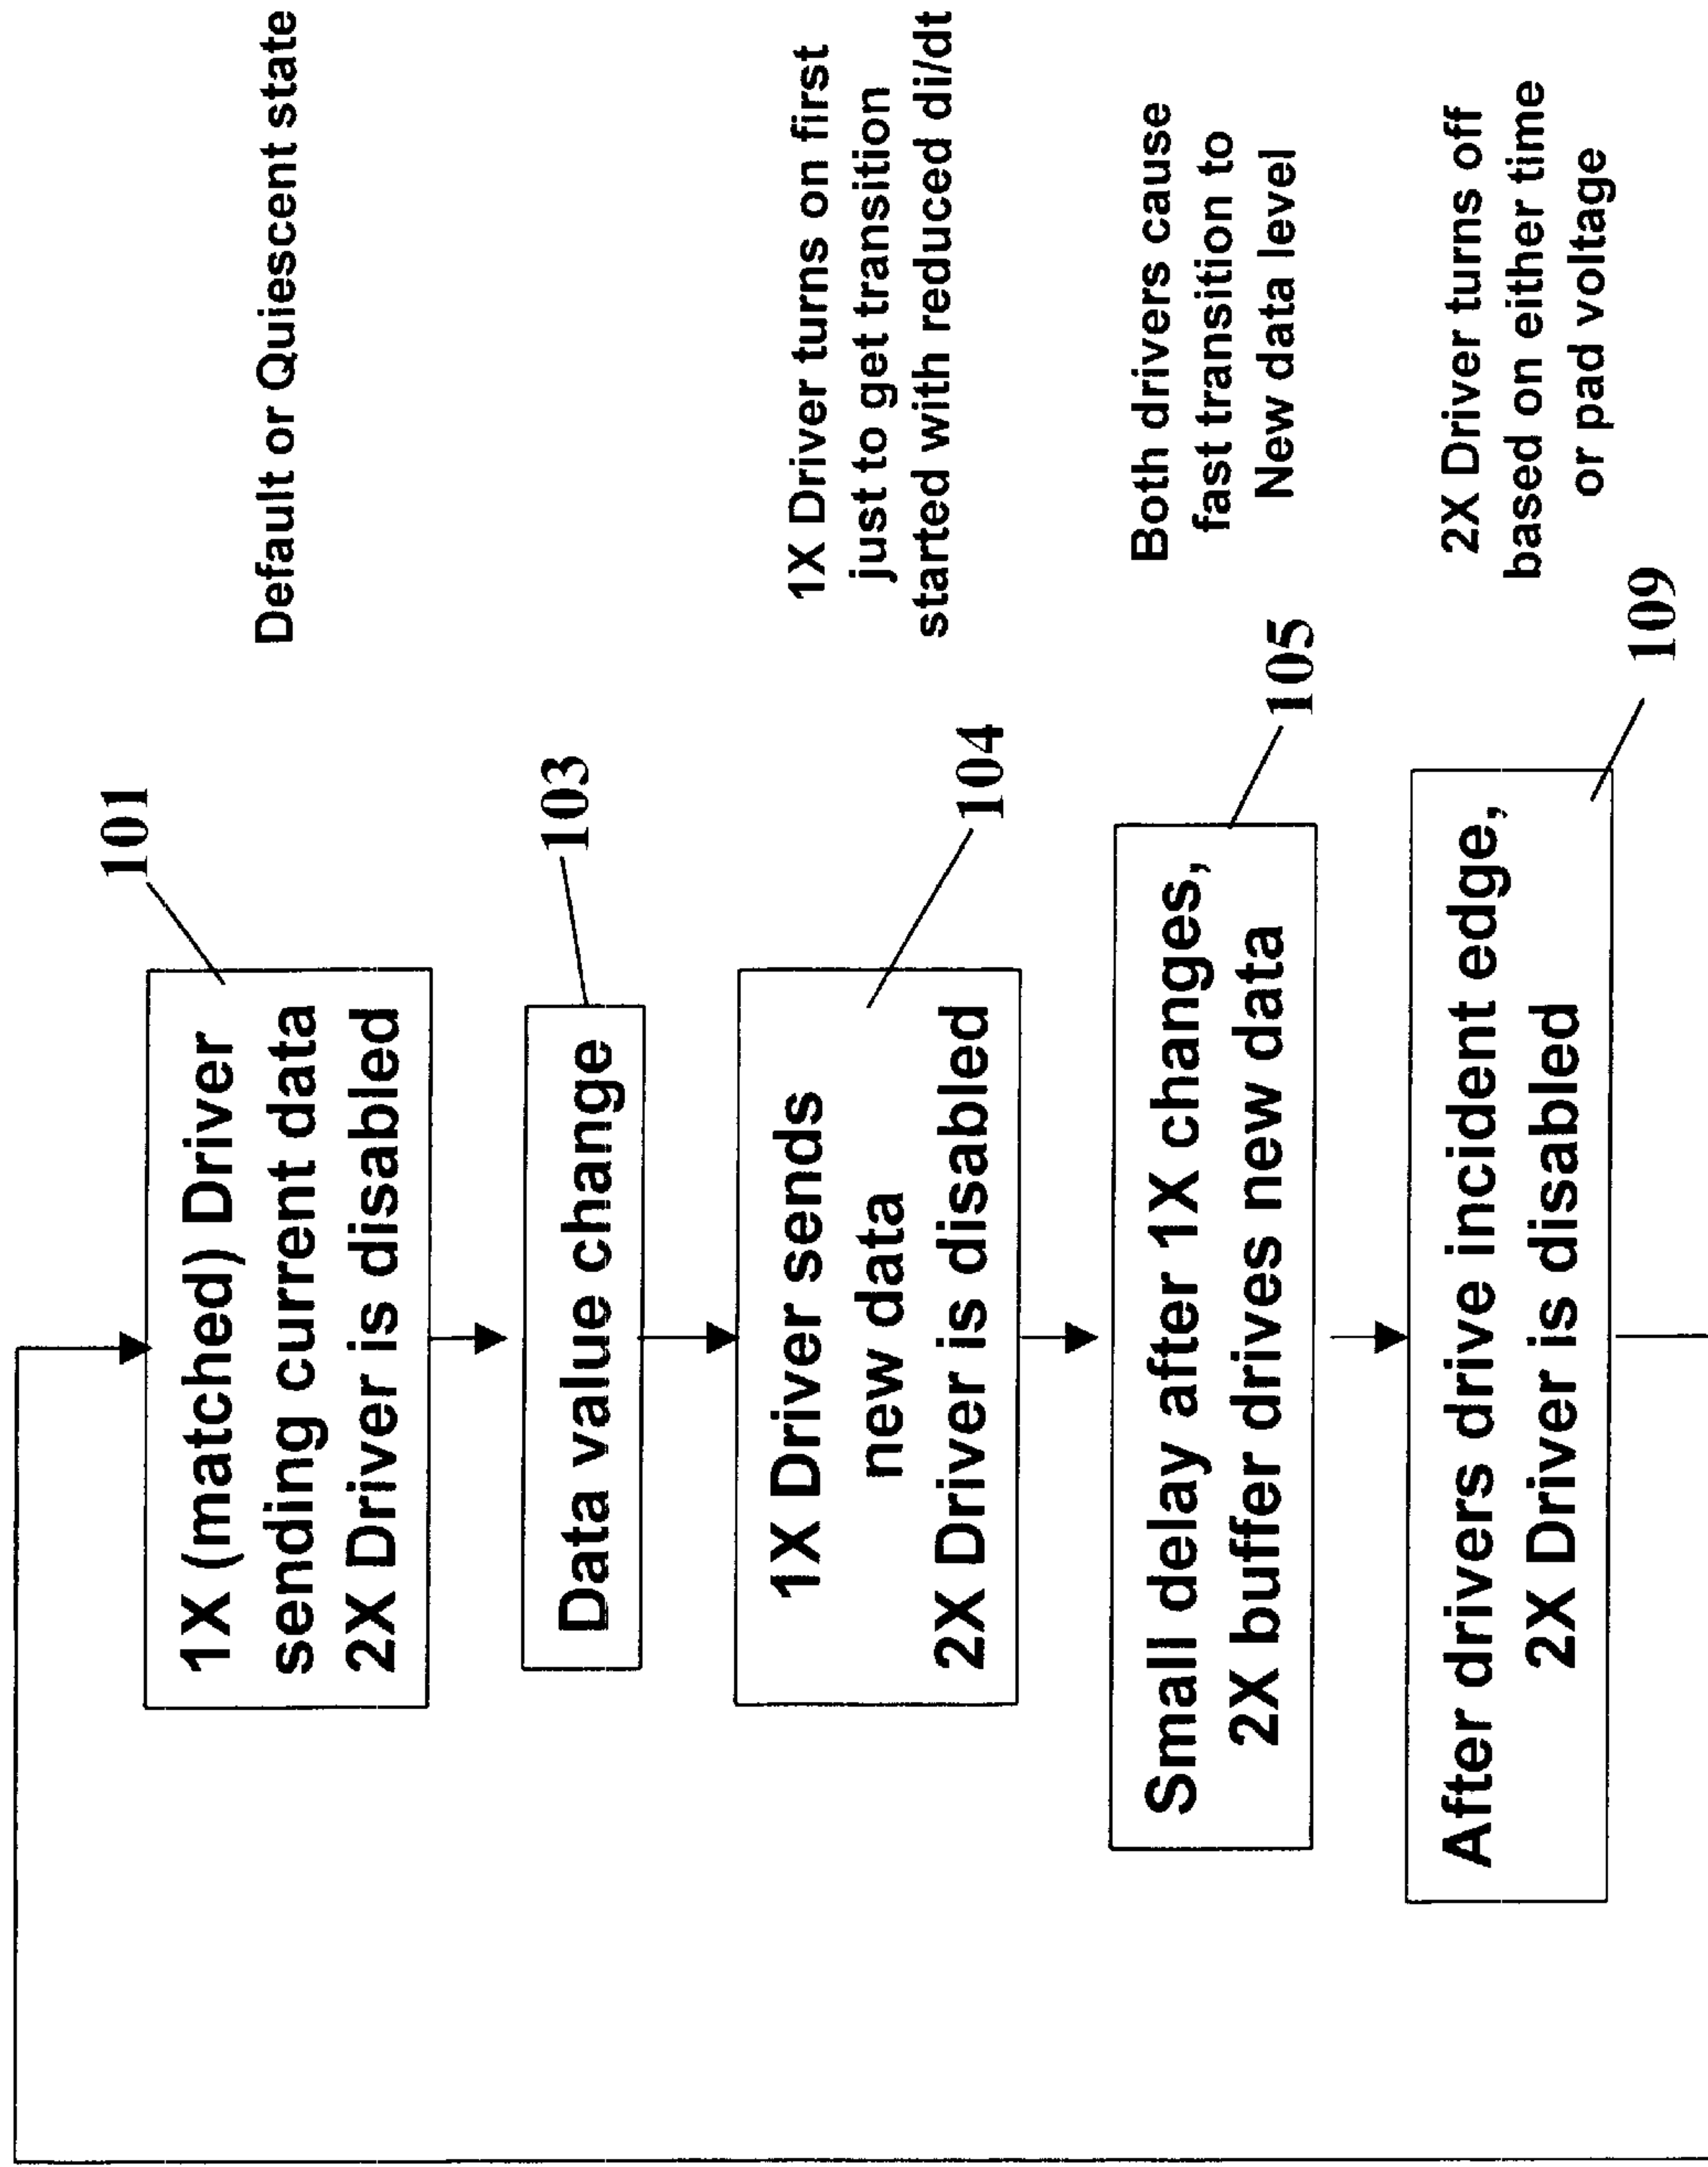 101
1X (matched) Driver
sending current data
2X Driver is disabled
Default or Quiescent state
103
Data value change
104
1X Driver sends
new data
2X Driver is disabled
1X Driver turns on first
just to get transition
started with reduced di/dt
105
Small delay after 1X changes,
2X buffer drives new data
Both drivers cause
fast transition to
New data level
109
After drivers drive incident edge,
2X Driver is disabled
2X Driver turns off
based on either time
or pad voltage